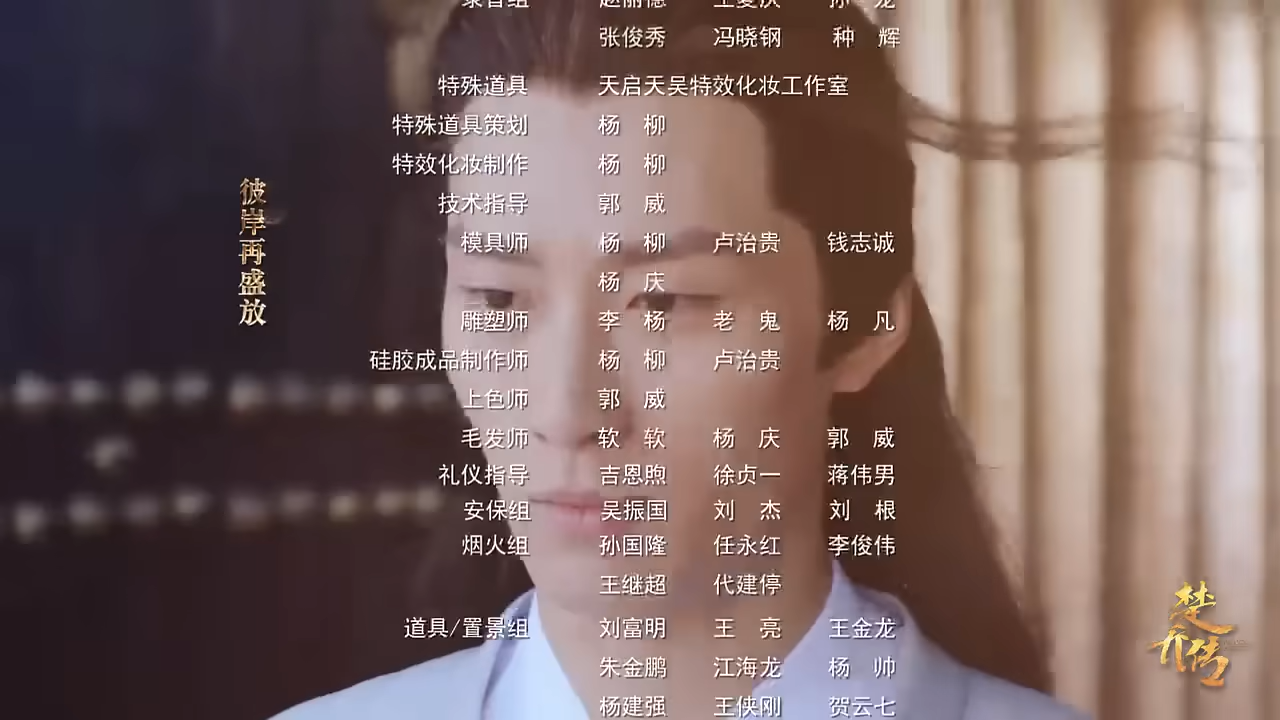 张俊秀 冯晓钢 种 辉
特殊道具 天启天吴特效化妆工作室
特殊道具策划 杨 柳
特效化妆制作 杨 柳
技术指导 郭 威
模具师 杨 柳 卢治贵 钱志诚
杨 庆
雕塑师 李 杨 老 鬼 杨 凡
硅胶成品制作师 杨 柳 卢治贵
上色师 郭 威
毛发师 软 软 杨 庆 郭 威
礼仪指导 吉恩煦 徐贞一 蒋伟男
安保组 吴振国 刘 杰 刘 根
烟火组 孙国隆 任永红 李俊伟
王继超 代建停
道具/置景组 刘富明 王 亮 王金龙
朱金鹏 江海龙 杨 帅
杨建强 王侠刚 贺云七
彼岸再盛放
楚乔传